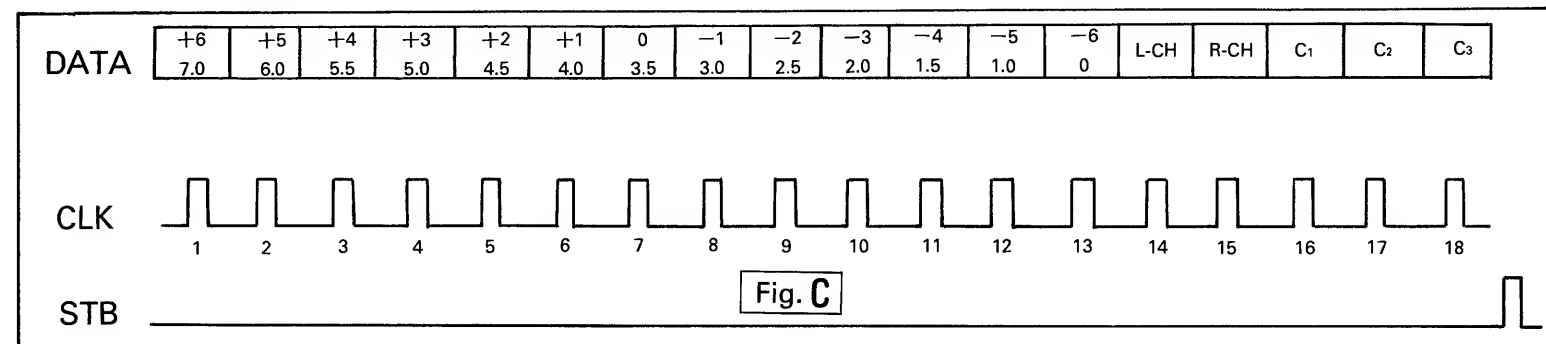 DATA +6 +5 +4 +3 +2 +1 0 −1 −2 −3 −4 −5 −6 L-CH R-CH C₁ C₂ C₃
7.0 6.0 5.5 5.0 4.5 4.0 3.5 3.0 2.5 2.0 1.5 1.0 0
CLK
1 2 3 4 5 6 7 8 9 10 11 12 13 14 15 16 17 18
Fig. C
STB